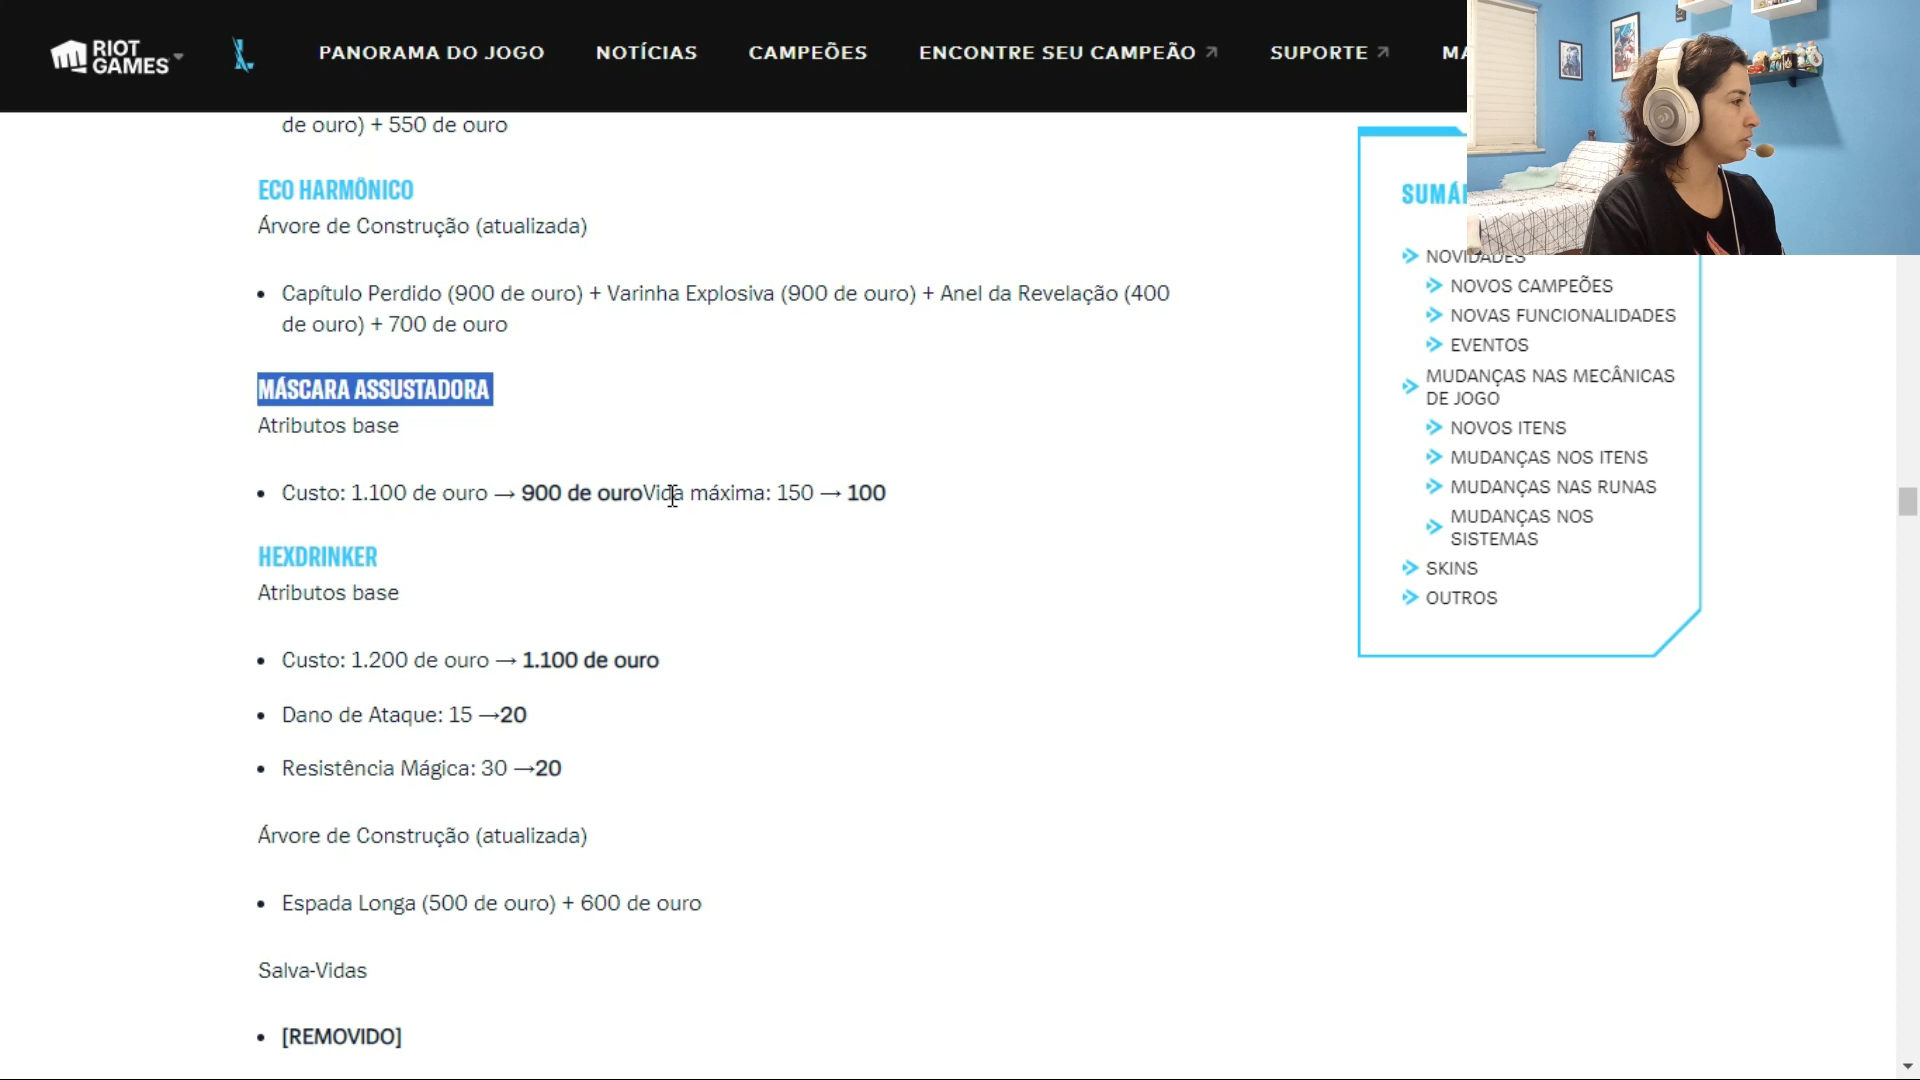 RIOT GAMES
PANORAMA DO JOGO
NOTÍCIAS
CAMPEÕES
ENCONTRE SEU CAMPEÃO
SUPORTE
de ouro) + 550 de ouro
ECO HARMÔNICO
Árvore de Construção (atualizada)
• Capítulo Perdido (900 de ouro) + Varinha Explosiva (900 de ouro) + Anel da Revelação (400
de ouro) + 700 de ouro
MÁSCARA ASSUSTADORA
Atributos base
• Custo: 1.100 de ouro → 900 de ouroVida máxima: 150 → 100
HEXDRINKER
Atributos base
• Custo: 1.200 de ouro → 1.100 de ouro
• Dano de Ataque: 15 →20
• Resistência Mágica: 30 →20
Árvore de Construção (atualizada)
• Espada Longa (500 de ouro) + 600 de ouro
Salva-Vidas
• [REMOVIDO]
NOVIDADES
NOVOS CAMPEÕES
NOVAS FUNCIONALIDADES
EVENTOS
MUDANÇAS NAS MECÂNICAS
DE JOGO
NOVOS ITENS
MUDANÇAS NOS ITENS
MUDANÇAS NAS RUNAS
MUDANÇAS NOS
SISTEMAS
SKINS
OUTROS